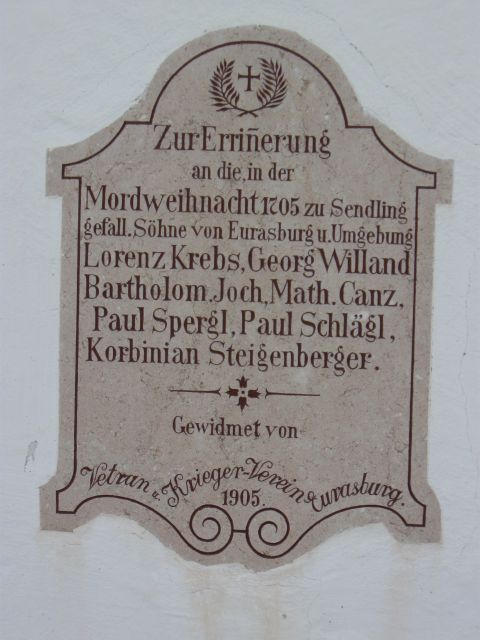 Zur Erriñerung
an die, in der
Mordweihnacht 1705 zu Sendling
gefall. Söhne von Eurasburg u. Umgebung
Lorenz Krebs, Georg Willand
Bartholom. Joch, Math. Canz,
Paul Spergl, Paul Schlägl,
Korbinian Steigenberger.
Gewidmet von
Vetran & Krieger-Verein Eurasburg.
1905.